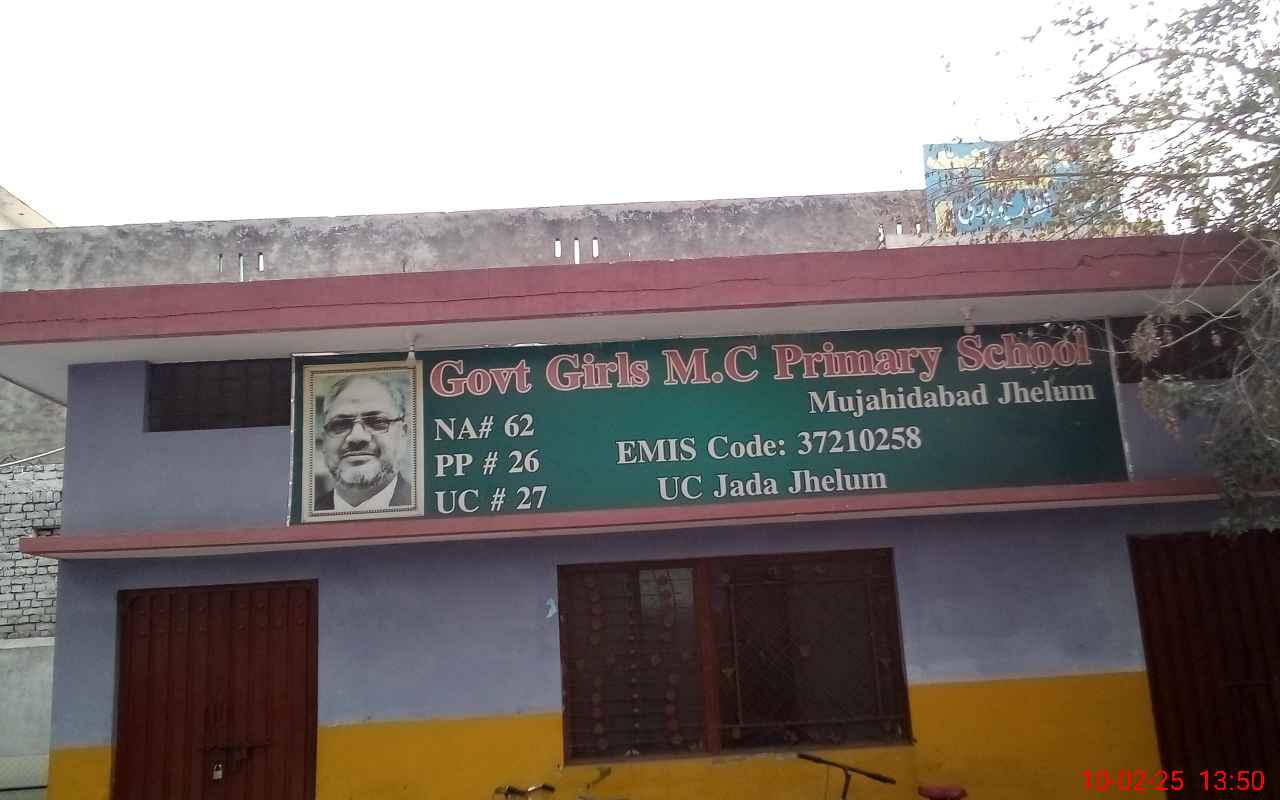 Govt Girls M.C Primary School
Mujahidabad Jhelum
NA# 62
PP # 26
EMIS Code: 37210258
UC # 27
UC Jada Jhelum
10-02-25 13:50